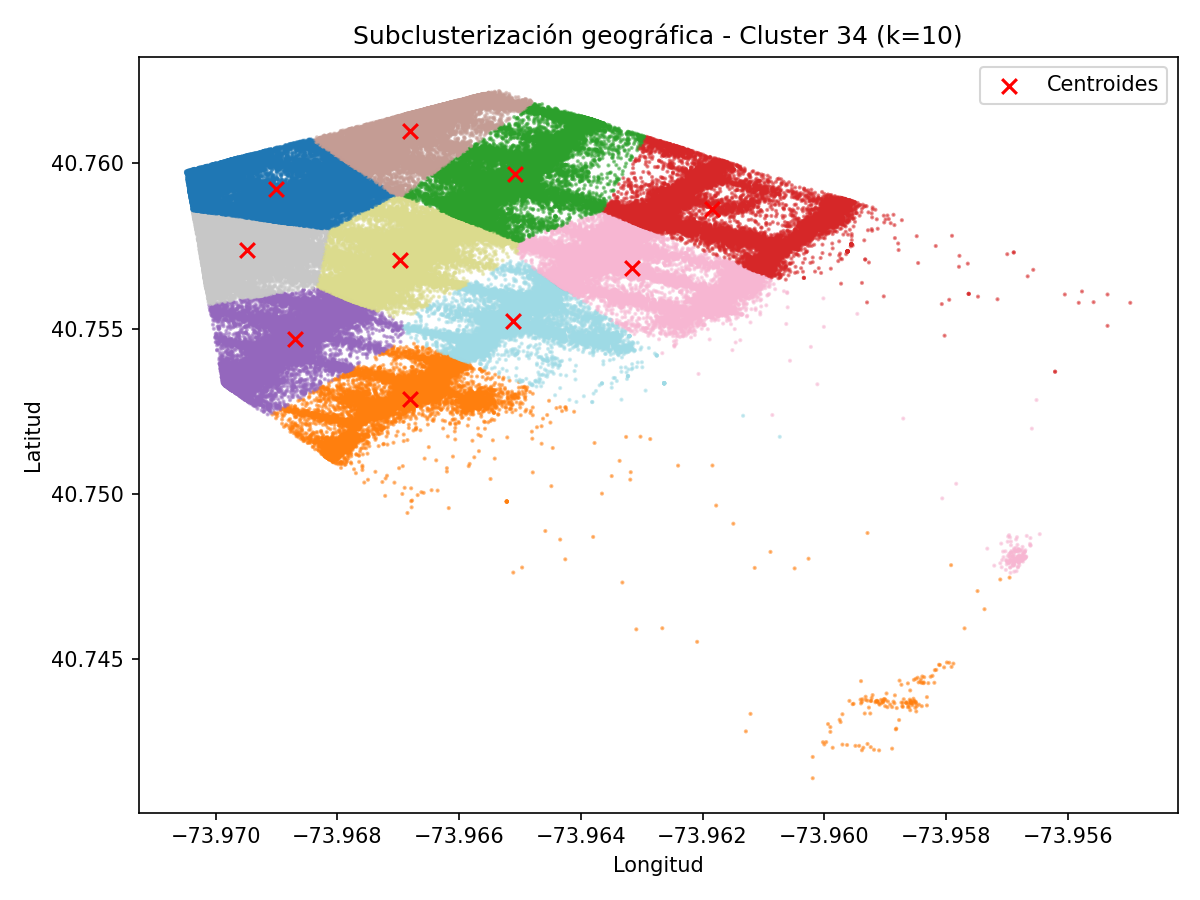 Subclusterización geográfica - Cluster 34 (k=10)
Centroides
40.760
40.755
40.750
40.745
Latitud
−73.970 −73.968 −73.966 −73.964 −73.962 −73.960 −73.958 −73.956
Longitud